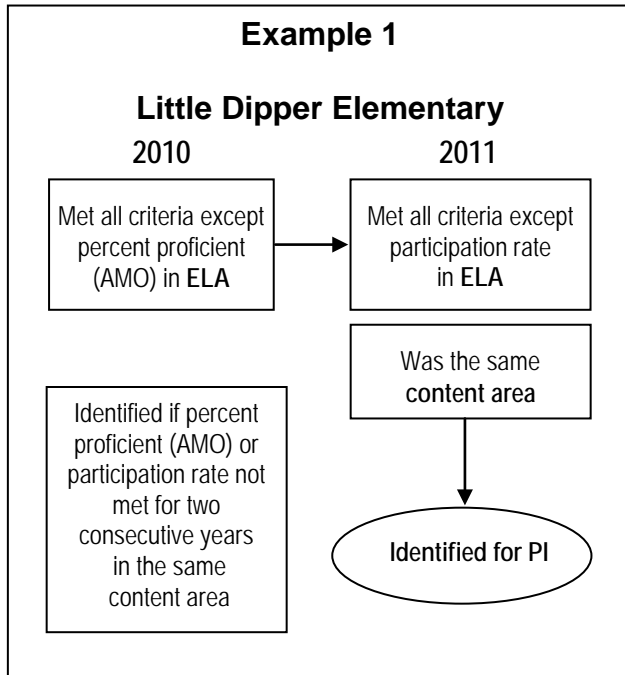 Example 1
Little Dipper Elementary
2010
2011
Met all criteria except
percent proficient
(AMO) in ELA
Met all criteria except
participation rate
in ELA
Was the same
content area
Identified if percent
proficient (AMO) or
participation rate not
met for two
consecutive years
in the same
content area
Identified for PI